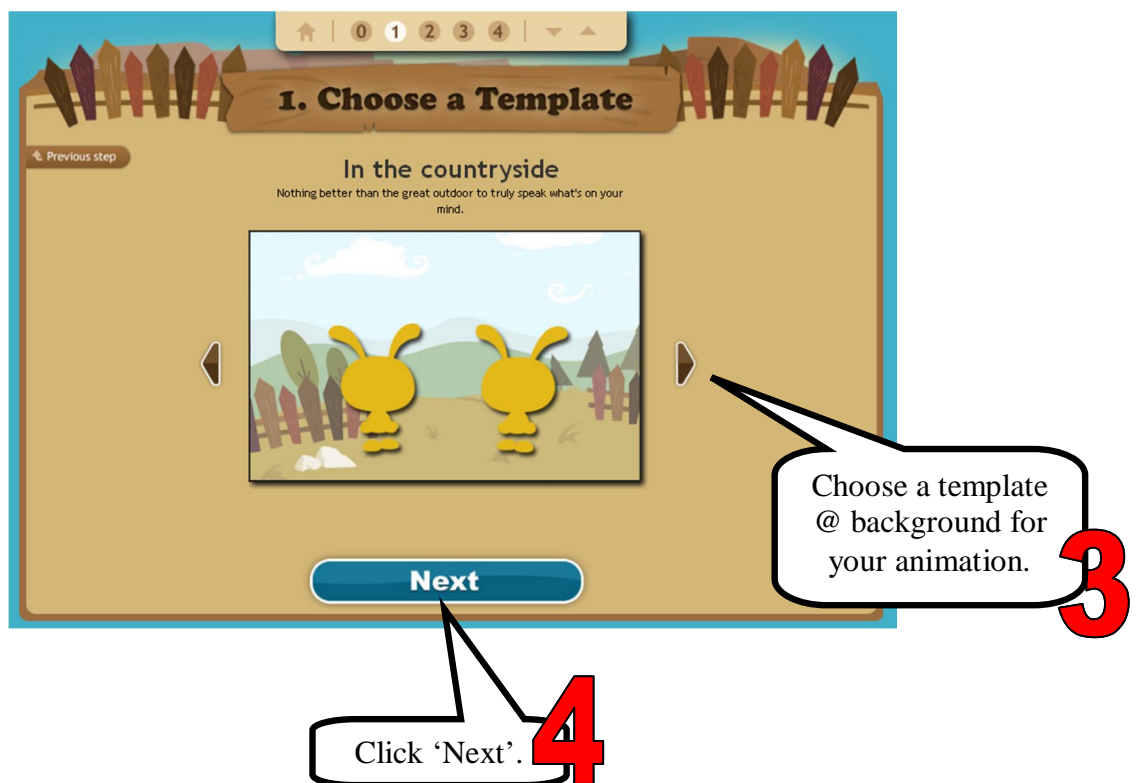 0 1 2 3 4
1. Choose a Template
Previous step
In the countryside
Nothing better than the great outdoor to truly speak what's on your
mind.
Choose a template
@ background for
your animation.
3
Next
4
Click ‘Next’.